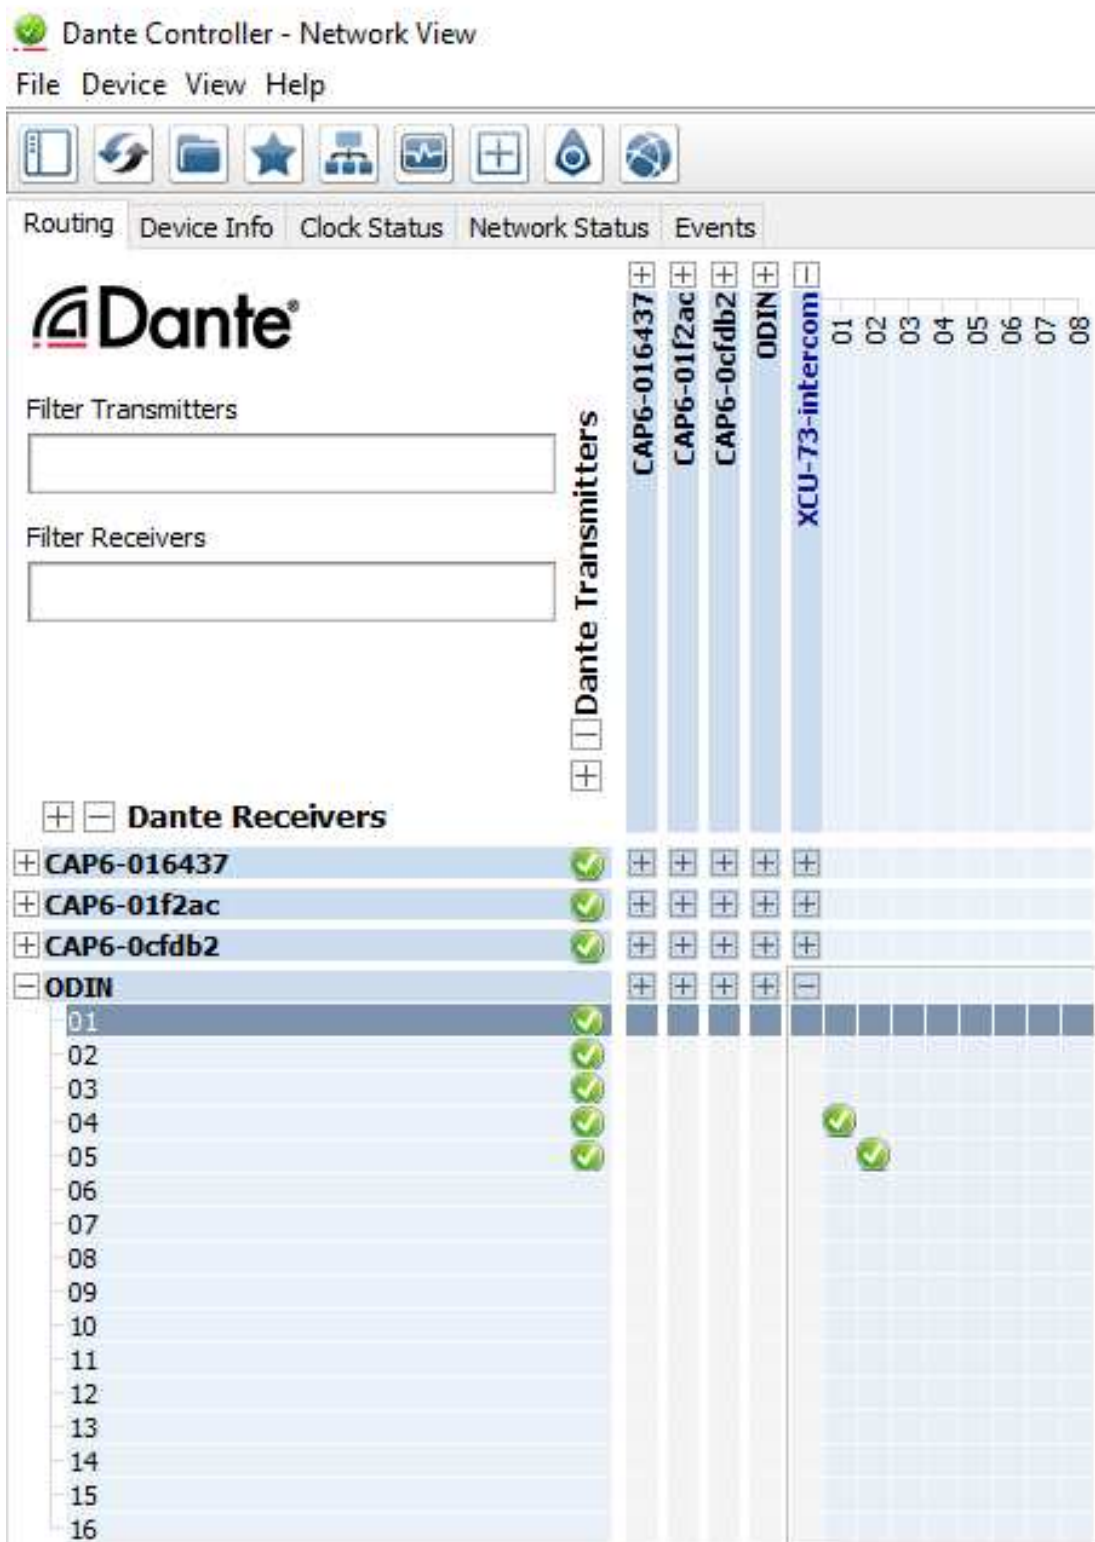 Dante Controller - Network View
File Device View Help
Routing Device Info Clock Status Network Status Events
Dante®
Filter Transmitters
Filter Receivers
Dante Transmitters
CAP6-016437
CAP6-01f2ac
CAP6-0cfdb2
ODIN
XCU-73-intercom
01 02 03 04 05 06 07 08
Dante Receivers
CAP6-016437
CAP6-01f2ac
CAP6-0cfdb2
ODIN
01
02
03
04
05
06
07
08
09
10
11
12
13
14
15
16